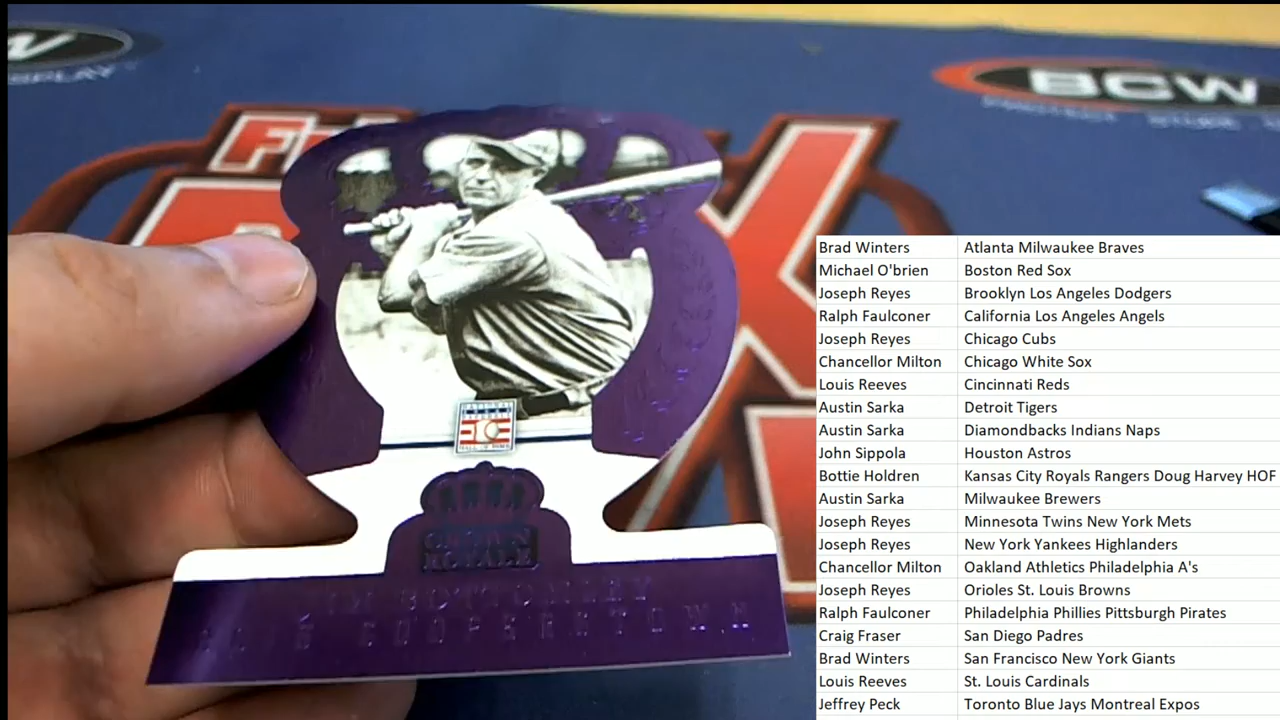 W
BCW
Brad Winters Atlanta Milwaukee Braves
Michael O'brien Boston Red Sox
Joseph Reyes Brooklyn Los Angeles Dodgers
Ralph Faulconer California Los Angeles Angels
Joseph Reyes Chicago Cubs
Chancellor Milton Chicago White Sox
Louis Reeves Cincinnati Reds
Austin Sarka Detroit Tigers
Austin Sarka Diamondbacks Indians Naps
John Sippola Houston Astros
Bottie Holdren Kansas City Royals Rangers Doug Harvey HOF
Austin Sarka Milwaukee Brewers
Joseph Reyes Minnesota Twins New York Mets
Joseph Reyes New York Yankees Highlanders
Chancellor Milton Oakland Athletics Philadelphia A's
Joseph Reyes Orioles St. Louis Browns
Ralph Faulconer Philadelphia Phillies Pittsburgh Pirates
Craig Fraser San Diego Padres
Brad Winters San Francisco New York Giants
Louis Reeves St. Louis Cardinals
Jeffrey Peck Toronto Blue Jays Montreal Expos
CROWN
ROYALE
JIM BOTTOMLEY
2015 COOPERSTOWN